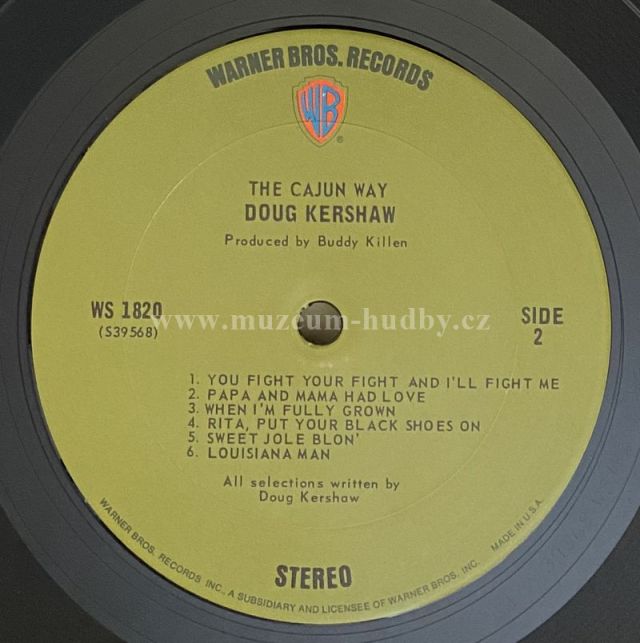 WARNER BROS. RECORDS
WB
®
THE CAJUN WAY
DOUG KERSHAW
Produced by Buddy Killen
WS 1820
(S39568)
SIDE
2
www.muzeum-hudby.cz
1. YOU FIGHT YOUR FIGHT AND I'LL FIGHT ME
2. PAPA AND MAMA HAD LOVE
3. WHEN I'M FULLY GROWN
4. RITA, PUT YOUR BLACK SHOES ON
5. SWEET JOLE BLON'
6. LOUISIANA MAN
All selections written by
Doug Kershaw
STEREO
WARNER BROS. RECORDS INC., A SUBSIDIARY AND LICENSEE OF WARNER BROS., INC. MADE IN U.S.A.